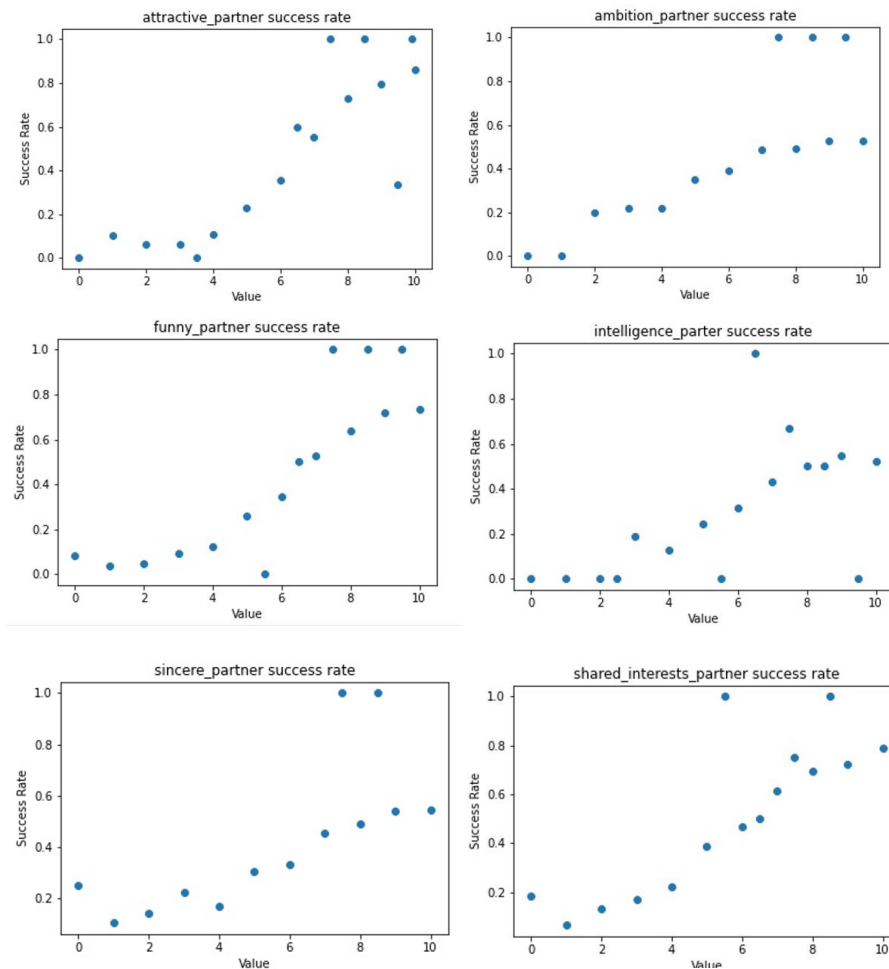 attractive_partner success rate
1.0
0.8
0.6
0.4
0.2
0.0
Success Rate
0 2 4 6 8 10
Value
ambition_partner success rate
1.0
0.8
0.6
0.4
0.2
0.0
Success Rate
0 2 4 6 8 10
Value
funny_partner success rate
1.0
0.8
0.6
0.4
0.2
0.0
Success Rate
0 2 4 6 8 10
Value
intelligence_parter success rate
1.0
0.8
0.6
0.4
0.2
0.0
Success Rate
0 2 4 6 8 10
Value
sincere_partner success rate
1.0
0.8
0.6
0.4
0.2
Success Rate
0 2 4 6 8 10
Value
shared_interests_partner success rate
1.0
0.8
0.6
0.4
0.2
Success Rate
0 2 4 6 8 10
Value